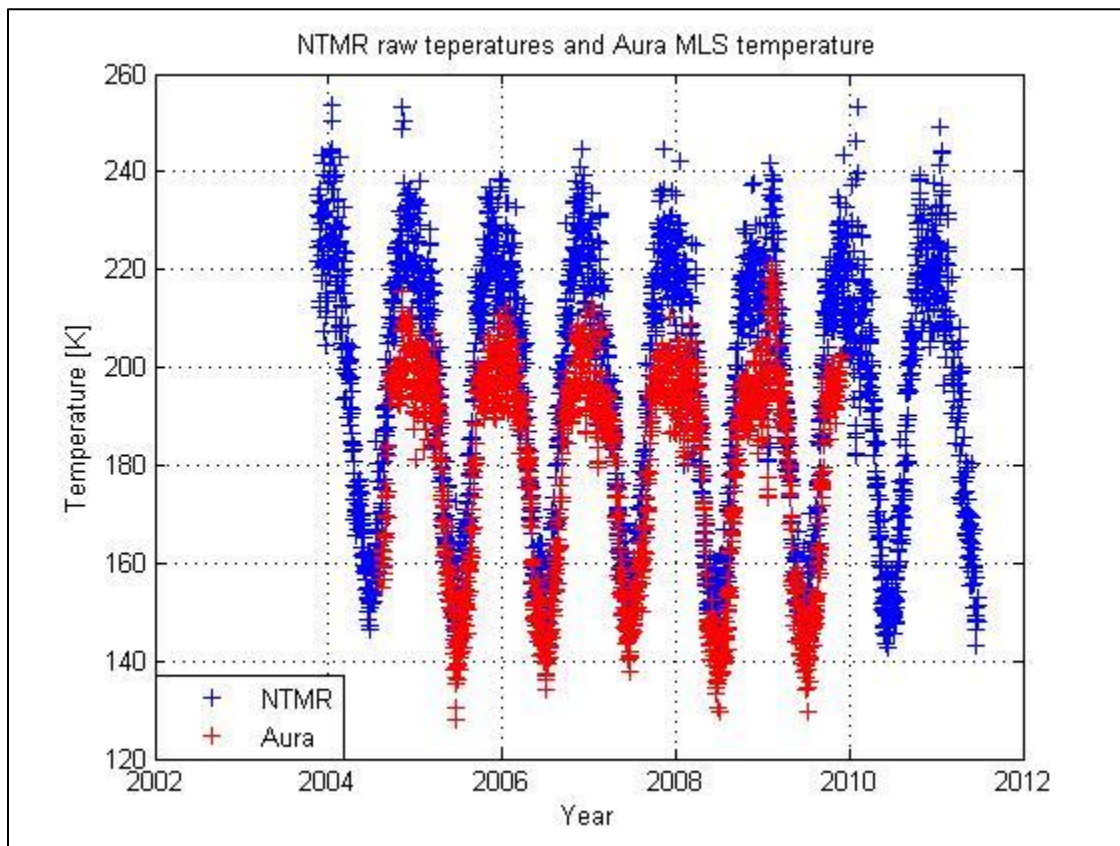 NTMR raw teperatures and Aura MLS temperature
260
240
220
200
180
160
140
120
Temperature [K]
NTMR
Aura
2002 2004 2006 2008 2010 2012
Year